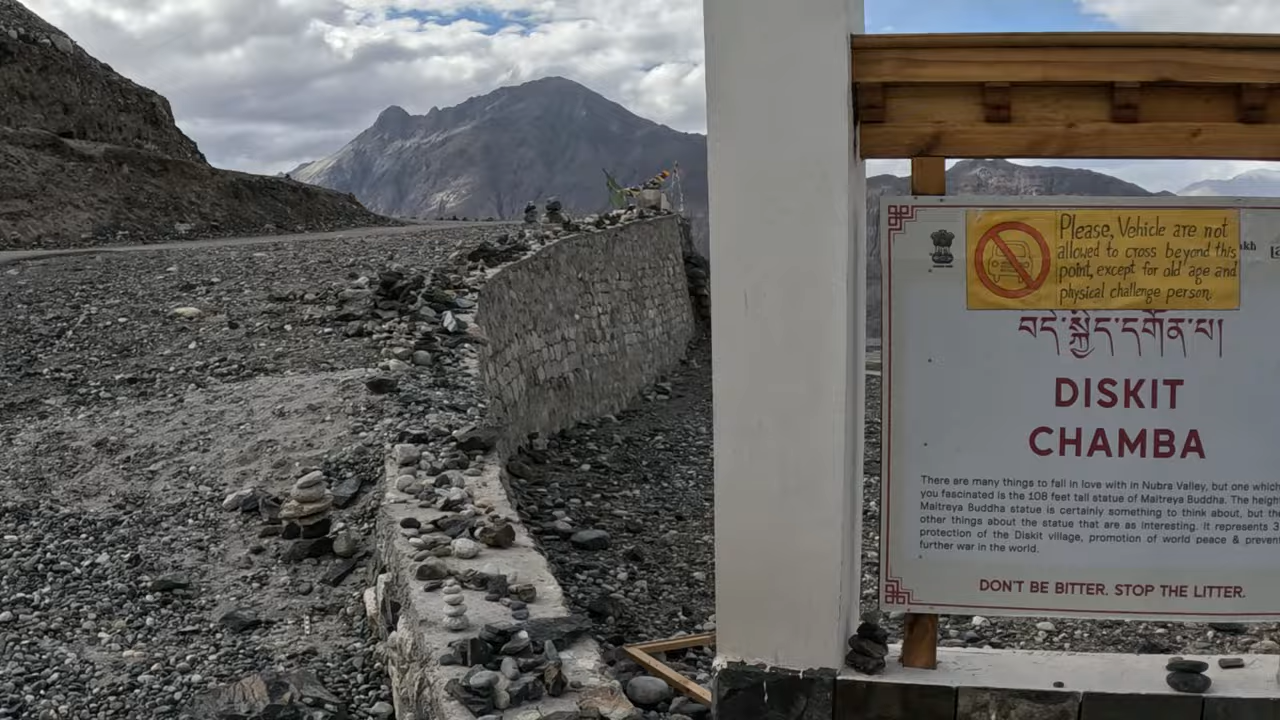 Please, Vehicle are not
allowed to cross beyond this
point, except for old age and
physical challenge person.
kh
བདེ་སྐྱིད་དགོན་པ།
DISKIT
CHAMBA
There are many things to fall in love with in Nubra Valley, but one which
you fascinated is the 108 feet tall statue of Maitreya Buddha. The heigh
Maitreya Buddha statue is certainly something to think about, but the
other things about the statue that are as interesting. It represents 3
protection of the Diskit village, promotion of world peace & preven
further war in the world.
DON'T BE BITTER. STOP THE LITTER.